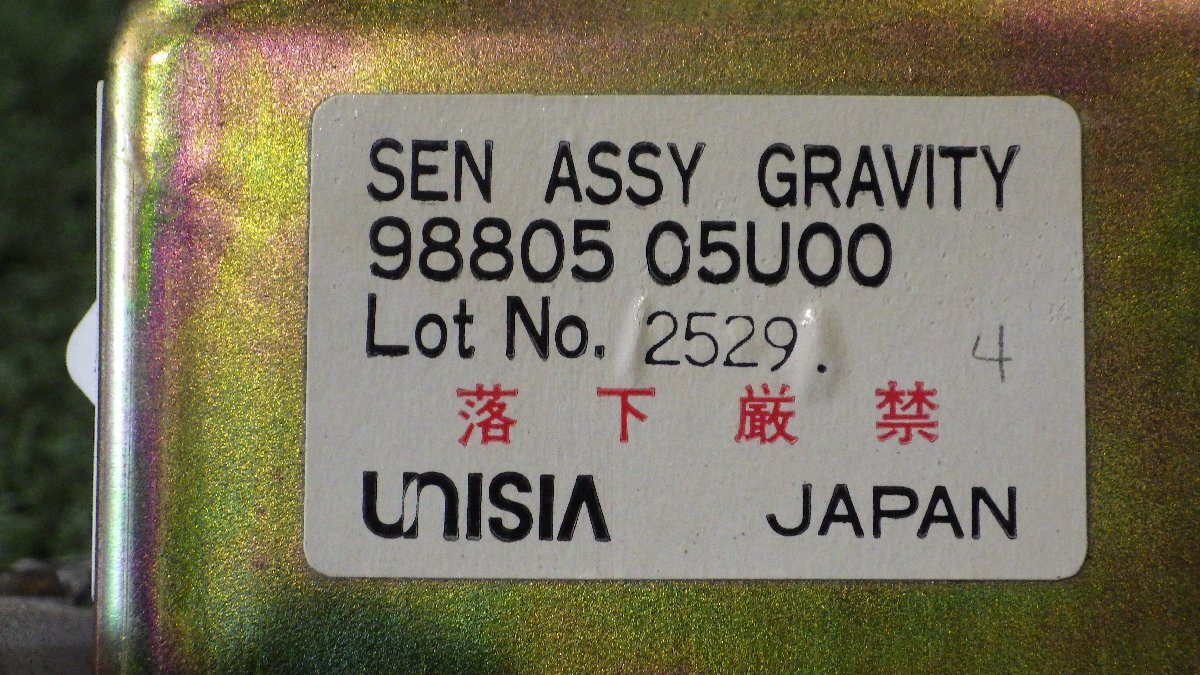 SEN ASSY GRAVITY
98805 05U00
Lot No. 2529. 4
落下厳禁
UNISIA JAPAN